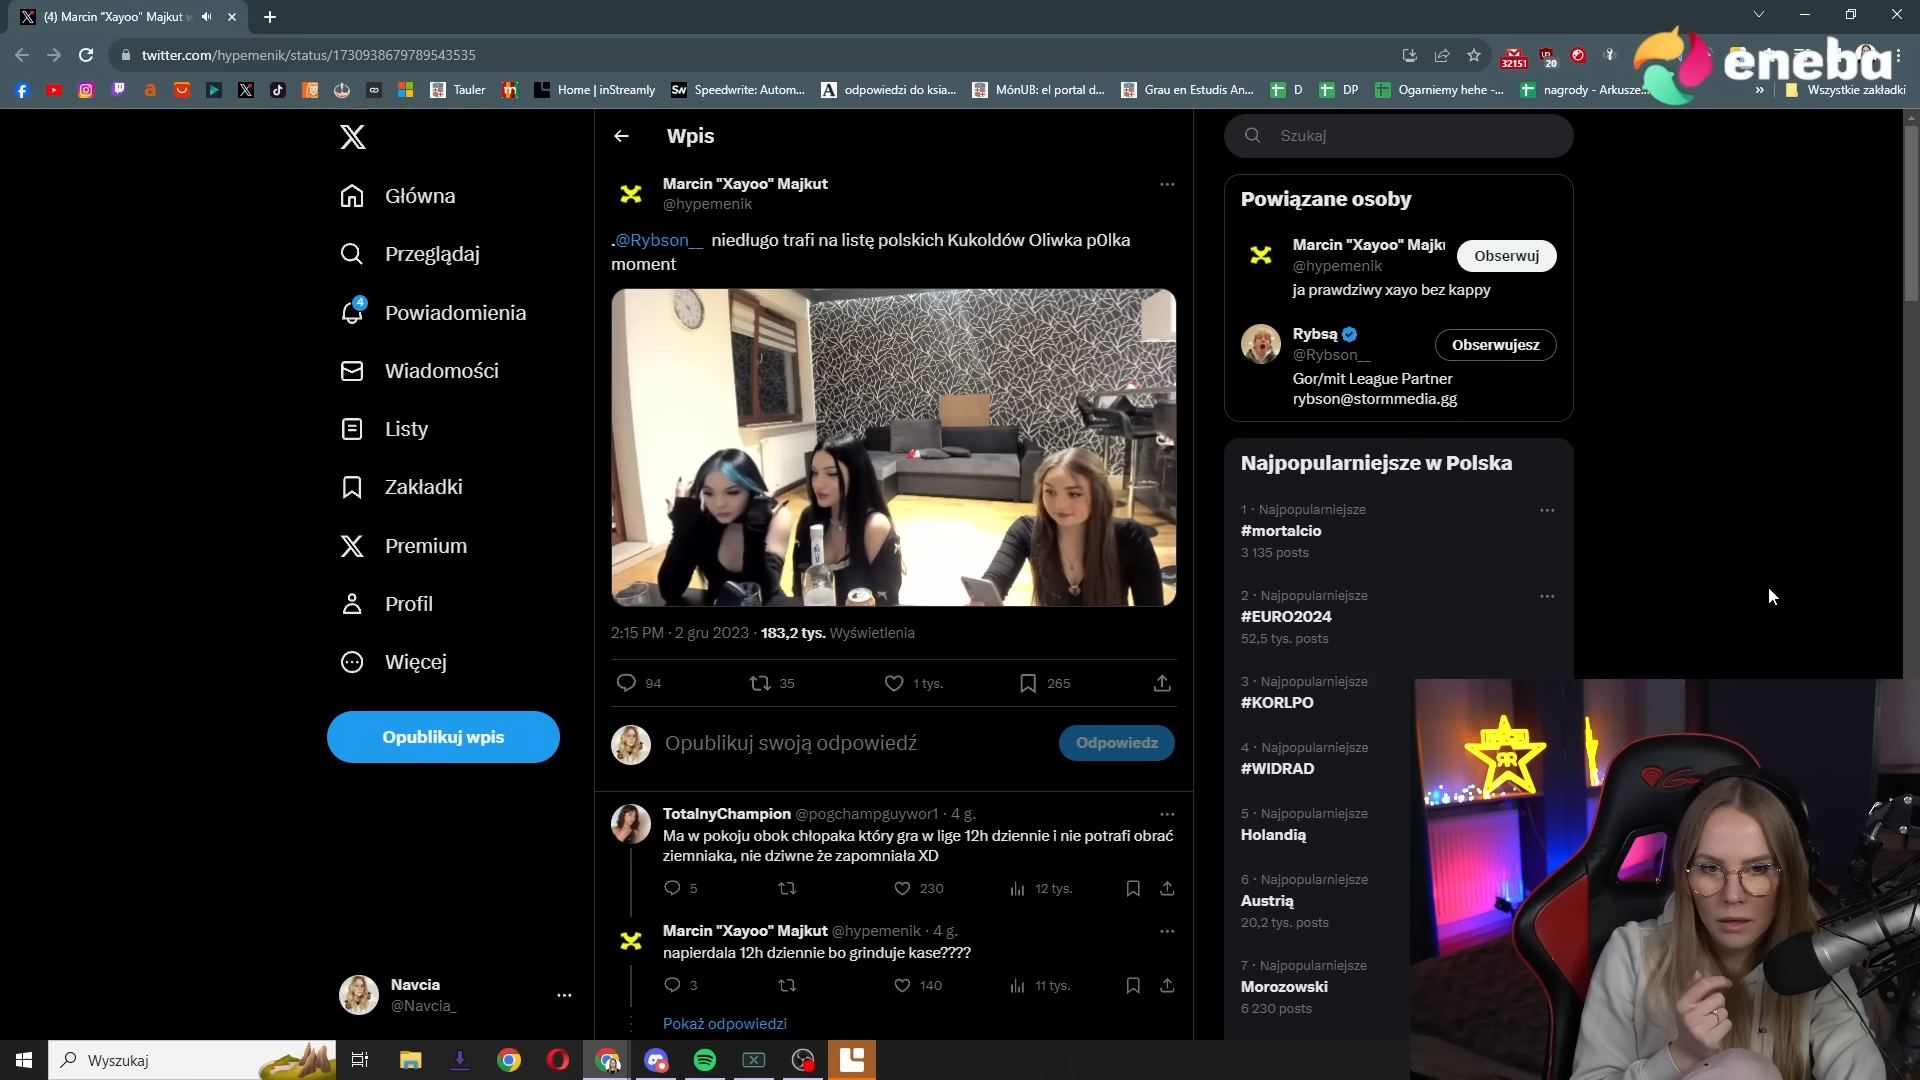 (4) Marcin "Xayoo" Majkut w
twitter.com/hypemenik/status/1730938679789543535
32151
20
eneba
Tauler
Home | inStreamly
Speedwrite: Autom...
odpowiedzi do ksia...
MónUB: el portal d...
Grau en Estudis An...
D
DP
Ogarniemy hehe -...
nagrody - Arkusze...
»
Wszystkie zakładki
Główna
Przeglądaj
4
Powiadomienia
Wiadomości
Listy
Zakładki
Premium
Profil
Więcej
Opublikuj wpis
Navcia
@Navcia_
Wpis
Marcin "Xayoo" Majkut
@hypemenik
.@Rybson__ niedługo trafi na listę polskich Kukoldów Oliwka p0lka
moment
2:15 PM · 2 gru 2023 · 183,2 tys. Wyświetlenia
94 35 1 tys. 265
Opublikuj swoją odpowiedź
Odpowiedz
TotalnyChampion @pogchampguywor1 · 4 g.
Ma w pokoju obok chłopaka który gra w lige 12h dziennie i nie potrafi obrać
ziemniaka, nie dziwne że zapomniała XD
5 230 12 tys.
Marcin "Xayoo" Majkut @hypemenik · 4 g.
napierdala 12h dziennie bo grinduje kase????
3 140 11 tys.
Pokaż odpowiedzi
Szukaj
Powiązane osoby
Marcin "Xayoo" Majku
@hypemenik
Obserwuj
ja prawdziwy xayo bez kappy
Rybsą
@Rybson__
Obserwujesz
Gor/mit League Partner
rybson@stormmedia.gg
Najpopularniejsze w Polska
1 · Najpopularniejsze
#mortalcio
3 135 posts
2 · Najpopularniejsze
#EURO2024
52,5 tys. posts
3 · Najpopularniejsze
#KORLPO
4 · Najpopularniejsze
#WIDRAD
5 · Najpopularniejsze
Holandią
6 · Najpopularniejsze
Austrią
20,2 tys. posts
7 · Najpopularniejsze
Morozowski
6 230 posts
Wyszukaj